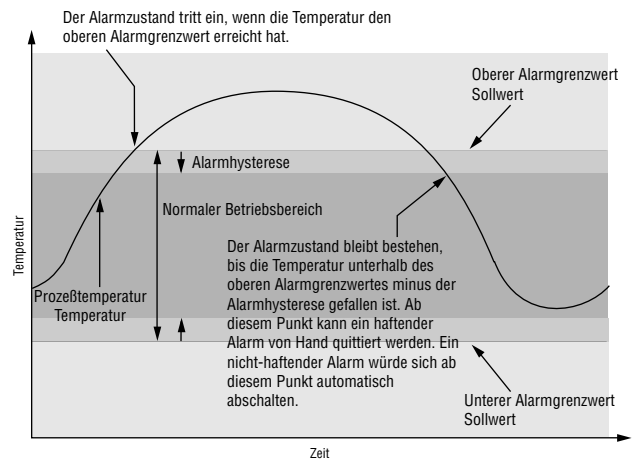 Der Alarmzustand tritt ein, wenn die Temperatur den
oberen Alarmgrenzwert erreicht hat.
Oberer Alarmgrenzwert
Sollwert
Alarmhysterese
Normaler Betriebsbereich
Temperatur
Der Alarmzustand bleibt bestehen,
bis die Temperatur unterhalb des
oberen Alarmgrenzwertes minus der
Alarmhysterese gefallen ist. Ab
diesem Punkt kann ein haftender
Alarm von Hand quittiert werden. Ein
nicht-haftender Alarm würde sich ab
diesem Punkt automatisch
abschalten.
Prozeßtemperatur
Temperatur
Unterer Alarmgrenzwert
Sollwert
Zeit